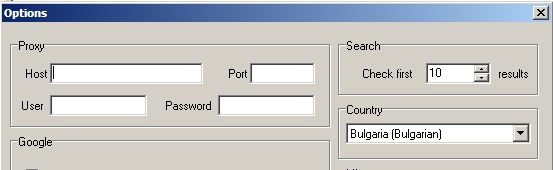 Options
Proxy
Host
Port
User
Password
Google
Search
Check first 10 results
Country
Bulgaria (Bulgarian)